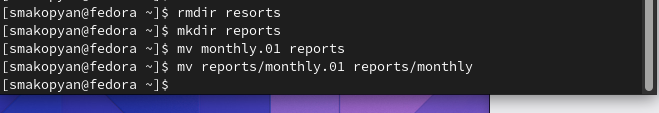 [smakopyan@fedora ~]$ rmdir resorts
[smakopyan@fedora ~]$ mkdir reports
[smakopyan@fedora ~]$ mv monthly.01 reports
[smakopyan@fedora ~]$ mv reports/monthly.01 reports/monthly
[smakopyan@fedora ~]$